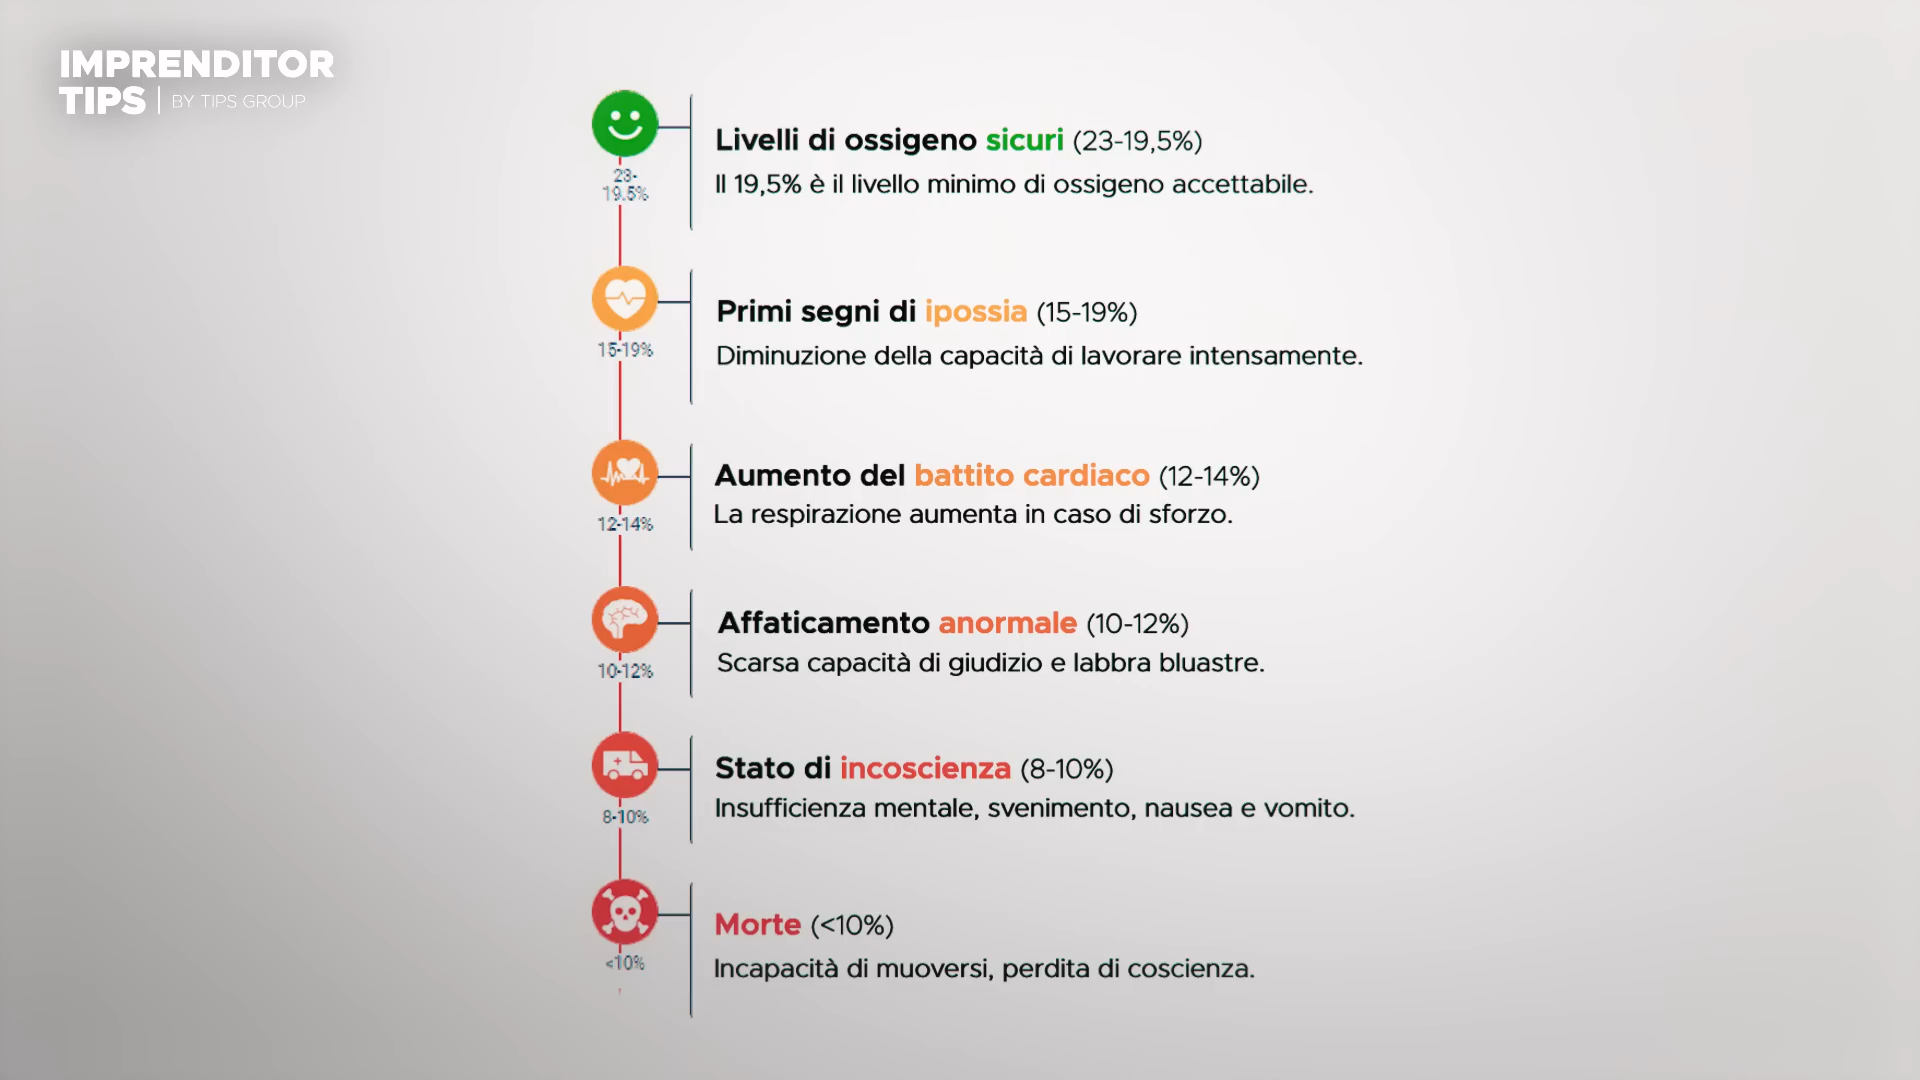 IMPRENDITOR
TIPS | BY TIPS GROUP
23-
19.5%
Livelli di ossigeno sicuri (23-19,5%)
Il 19,5% è il livello minimo di ossigeno accettabile.
15-19%
Primi segni di ipossia (15-19%)
Diminuzione della capacità di lavorare intensamente.
12-14%
Aumento del battito cardiaco (12-14%)
La respirazione aumenta in caso di sforzo.
10-12%
Affaticamento anormale (10-12%)
Scarsa capacità di giudizio e labbra bluastre.
8-10%
Stato di incoscienza (8-10%)
Insufficienza mentale, svenimento, nausea e vomito.
<10%
Morte (<10%)
Incapacità di muoversi, perdita di coscienza.